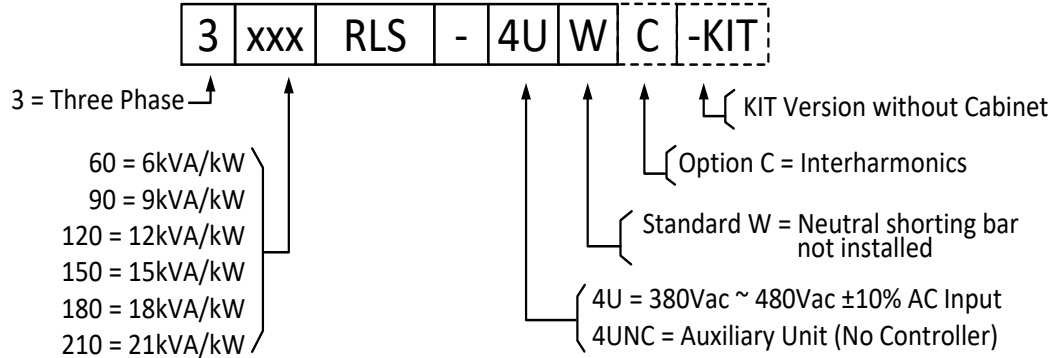 3 xxx RLS - 4U W C -KIT
3 = Three Phase
KIT Version without Cabinet
60 = 6kVA/kW
90 = 9kVA/kW
120 = 12kVA/kW
150 = 15kVA/kW
180 = 18kVA/kW
210 = 21kVA/kW
Option C = Interharmonics
Standard W = Neutral shorting bar
not installed
4U = 380Vac ~ 480Vac ±10% AC Input
4UNC = Auxiliary Unit (No Controller)